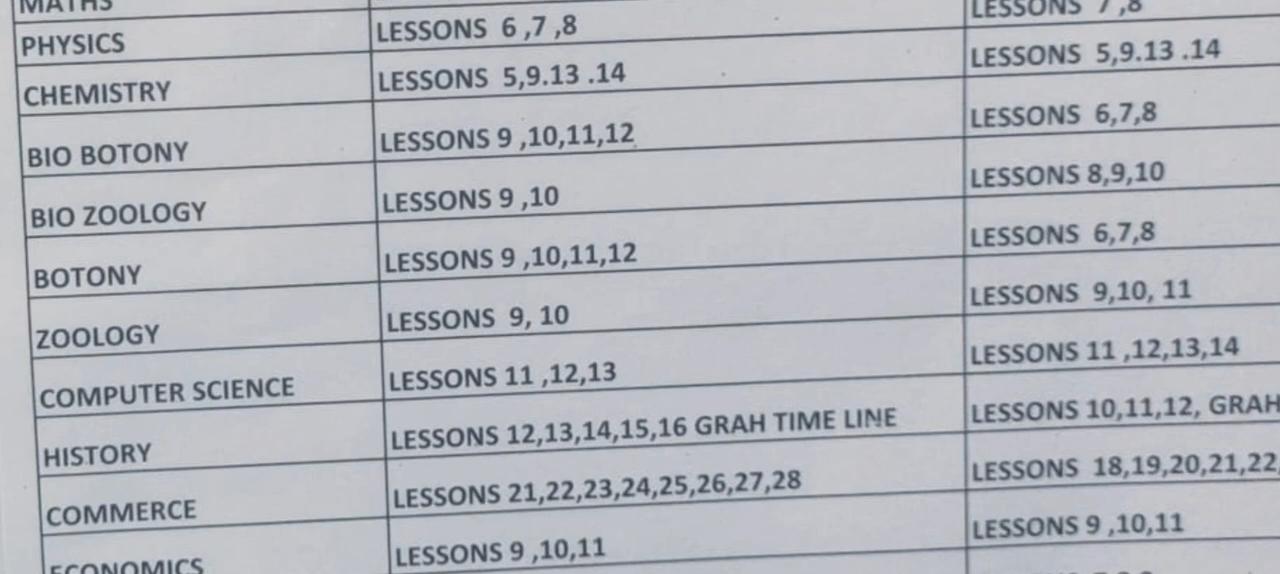 MATHS
PHYSICS LESSONS 6 ,7 ,8 LESSONS 7 ,8
CHEMISTRY LESSONS 5,9.13 .14 LESSONS 5,9.13 .14
BIO BOTONY LESSONS 9 ,10,11,12 LESSONS 6,7,8
BIO ZOOLOGY LESSONS 9 ,10 LESSONS 8,9,10
BOTONY LESSONS 9 ,10,11,12 LESSONS 6,7,8
ZOOLOGY LESSONS 9, 10 LESSONS 9,10, 11
COMPUTER SCIENCE LESSONS 11 ,12,13 LESSONS 11 ,12,13,14
HISTORY LESSONS 12,13,14,15,16 GRAH TIME LINE LESSONS 10,11,12, GRAH
COMMERCE LESSONS 21,22,23,24,25,26,27,28 LESSONS 18,19,20,21,22,
ECONOMICS LESSONS 9 ,10,11 LESSONS 9 ,10,11